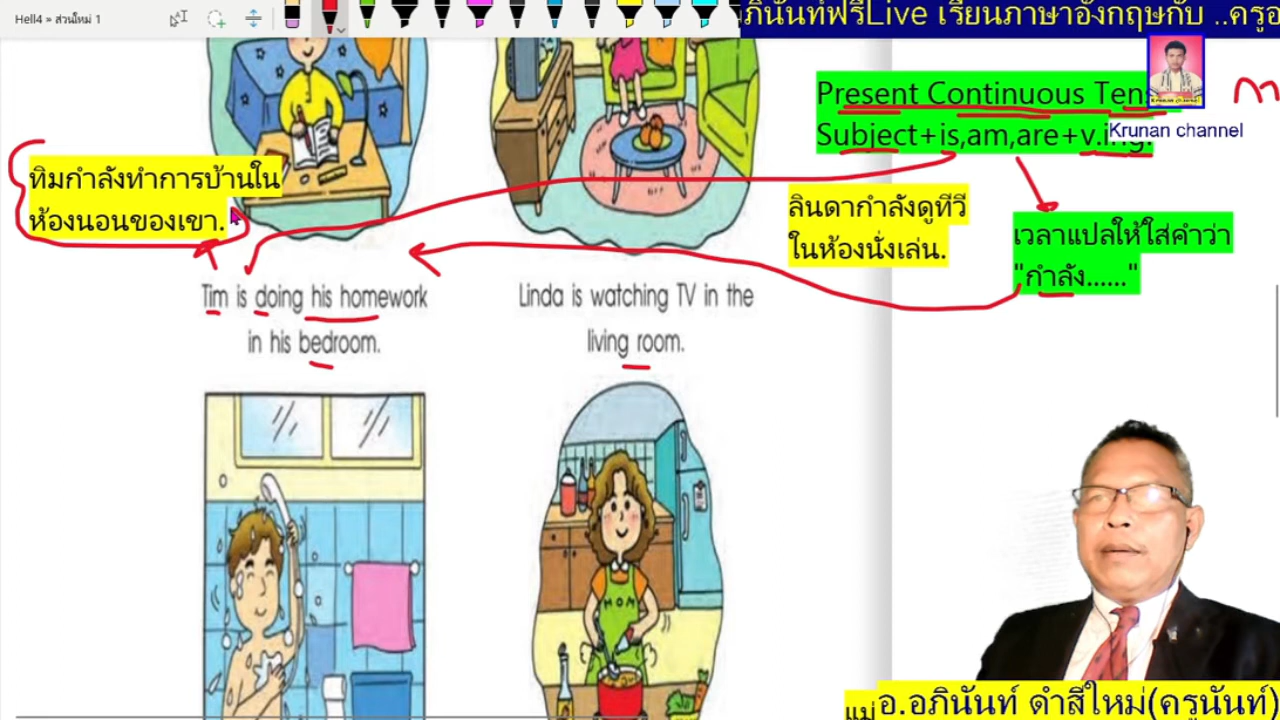 Hell4 » ส่วนใหม่ 1
ภินันท์ฟรีLive เรียนภาษาอังกฤษกับ ..ครูอ
Present Continuous Tens
Subject+is,am,are+v.ing.
Krunan channel
ทิมกำลังทำการบ้านใน
ห้องนอนของเขา.
ลินดากำลังดูทีวี
ในห้องนั่งเล่น.
เวลาแปลให้ใส่คำว่า
"กำลัง......"
Tim is doing his homework
in his bedroom.
Linda is watching TV in the
living room.
MOM
แม่
อ.อภินันท์ ดำสีใหม่(ครูนันท์)